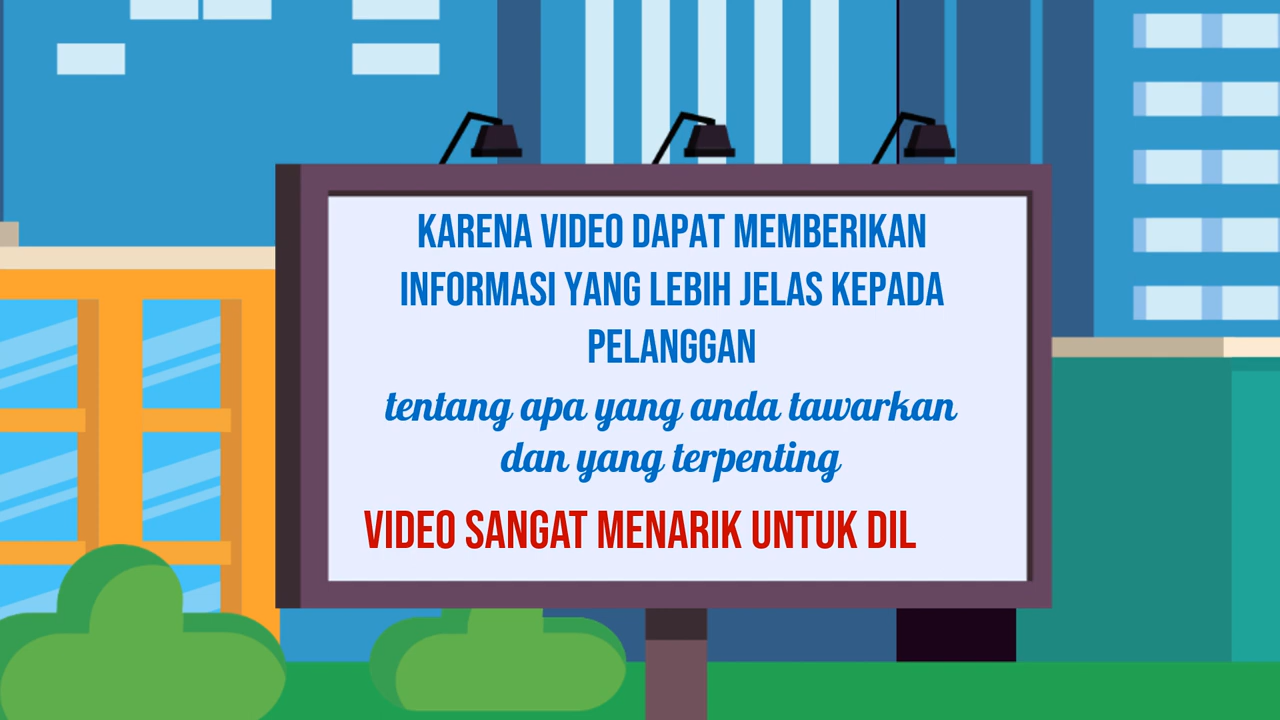 KARENA VIDEO DAPAT MEMBERIKAN
INFORMASI YANG LEBIH JELAS KEPADA
PELANGGAN
tentang apa yang anda tawarkan
dan yang terpenting
VIDEO SANGAT MENARIK UNTUK DIL